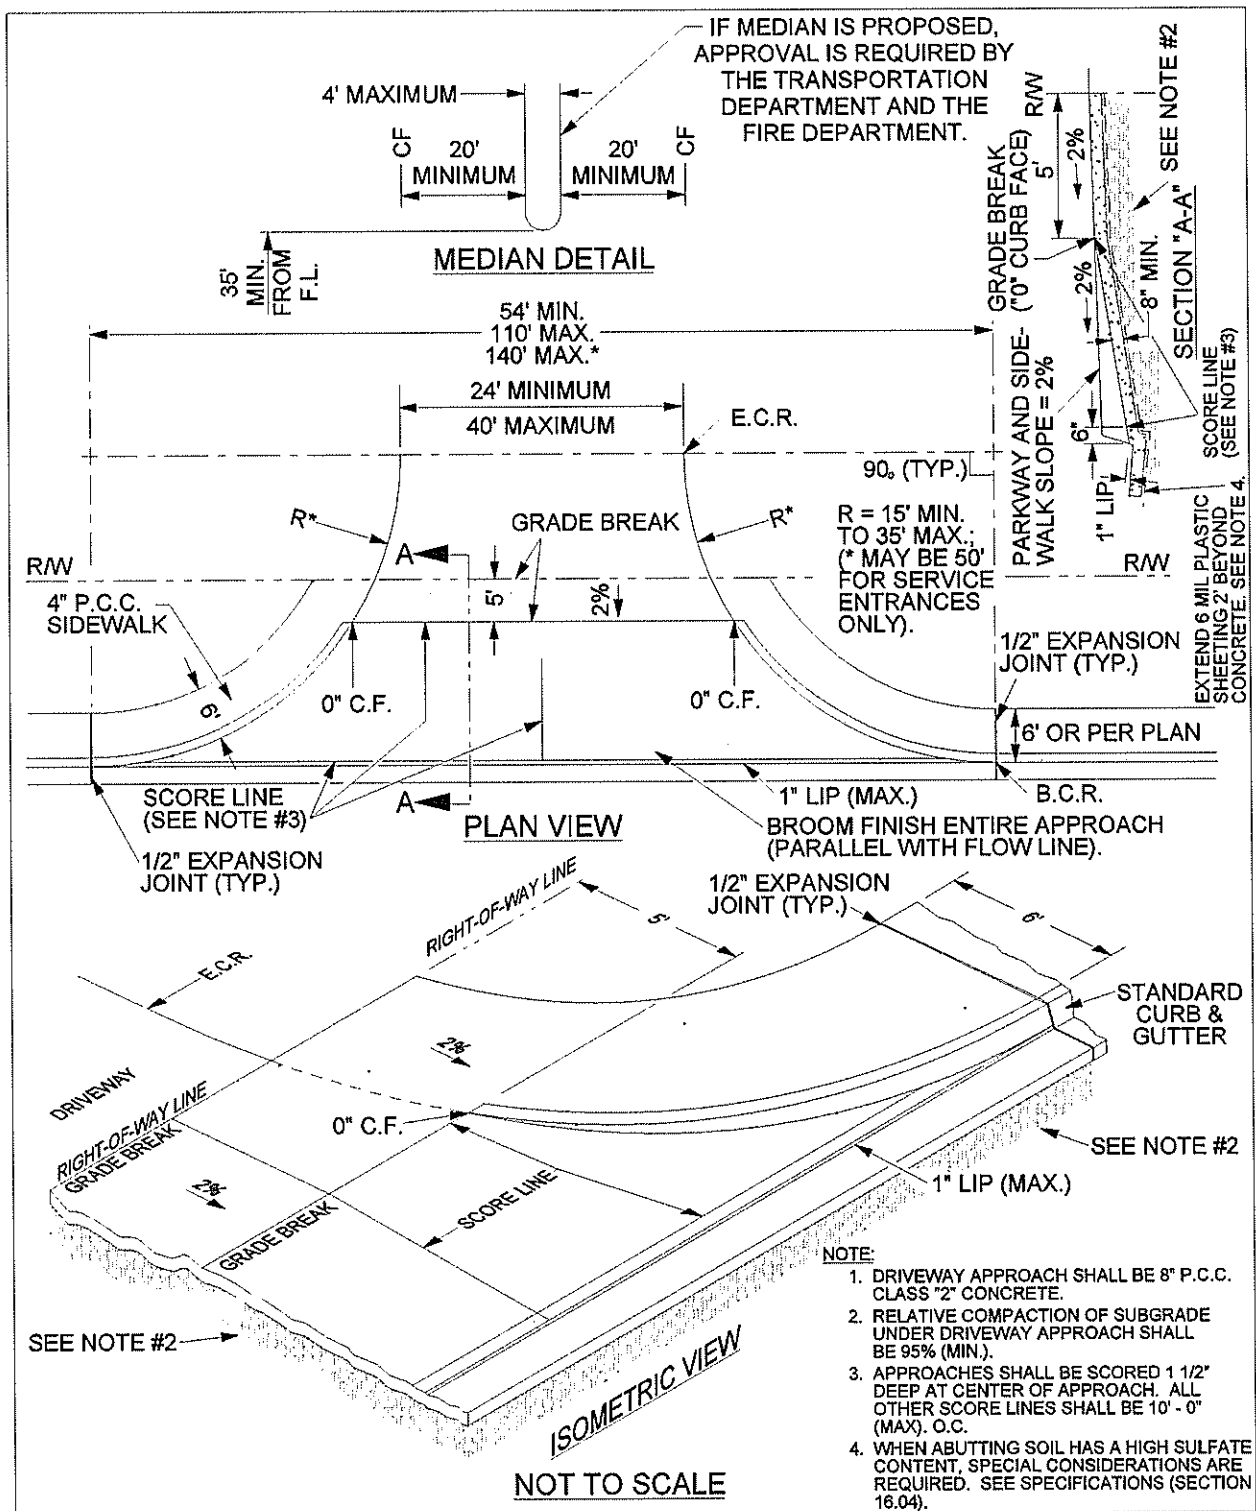 IF MEDIAN IS PROPOSED,
APPROVAL IS REQUIRED BY
THE TRANSPORTATION
DEPARTMENT AND THE
FIRE DEPARTMENT.
4' MAXIMUM
CF
20'
MINIMUM
20'
MINIMUM
CF
35'
MIN.
FROM
F.L.
MEDIAN DETAIL
R/W
5'
2%
SEE NOTE #2
GRADE BREAK
("0" CURB FACE)
2%
8" MIN.
SECTION "A-A"
PARKWAY AND SIDE-
WALK SLOPE = 2%
6"
1" LIP
SCORE LINE
(SEE NOTE #3)
EXTEND 6 MIL PLASTIC
SHEETING 2' BEYOND
CONCRETE. SEE NOTE 4.
54' MIN.
110' MAX.
140' MAX.*
24' MINIMUM
40' MAXIMUM
E.C.R.
90° (TYP.)
R*
GRADE BREAK
R*
R = 15' MIN.
TO 35' MAX.;
(* MAY BE 50'
FOR SERVICE
ENTRANCES
ONLY).
R/W
R/W
A
4" P.C.C.
SIDEWALK
5'
2%
1/2" EXPANSION
JOINT (TYP.)
6'
0" C.F.
0" C.F.
6' OR PER PLAN
SCORE LINE
(SEE NOTE #3)
A
1" LIP (MAX.)
B.C.R.
PLAN VIEW
BROOM FINISH ENTIRE APPROACH
(PARALLEL WITH FLOW LINE).
1/2" EXPANSION
JOINT (TYP.)
1/2" EXPANSION
JOINT (TYP.)
RIGHT-OF-WAY LINE
5'
6'
E.C.R.
STANDARD
CURB &
GUTTER
2%
DRIVEWAY
RIGHT-OF-WAY LINE
GRADE BREAK
0" C.F.
SEE NOTE #2
1" LIP (MAX.)
2%
GRADE BREAK
SCORE LINE
SEE NOTE #2
ISOMETRIC VIEW
NOT TO SCALE
NOTE:
1. DRIVEWAY APPROACH SHALL BE 8" P.C.C.
CLASS "2" CONCRETE.
2. RELATIVE COMPACTION OF SUBGRADE
UNDER DRIVEWAY APPROACH SHALL
BE 95% (MIN.).
3. APPROACHES SHALL BE SCORED 1 1/2"
DEEP AT CENTER OF APPROACH. ALL
OTHER SCORE LINES SHALL BE 10' - 0"
(MAX). O.C.
4. WHEN ABUTTING SOIL HAS A HIGH SULFATE
CONTENT, SPECIAL CONSIDERATIONS ARE
REQUIRED. SEE SPECIFICATIONS (SECTION
16.04).